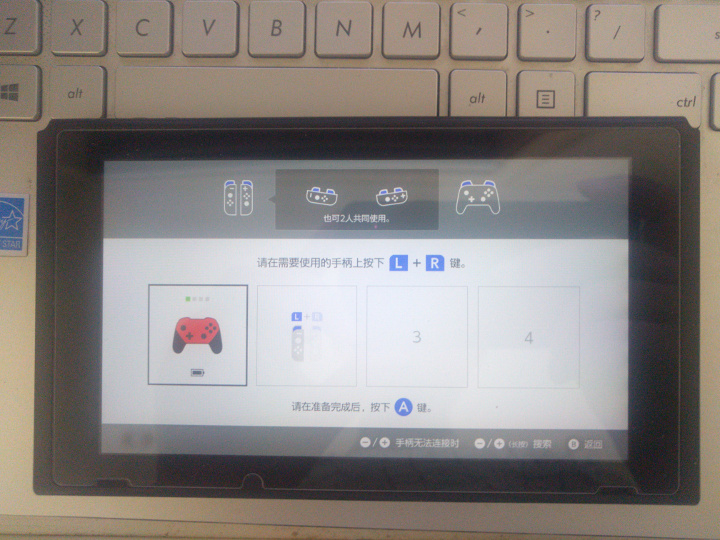 Z X C V B N M < , > . ? /
alt alt ctrl
也可2人共同使用。
请在需要使用的手柄上按下 L + R 键。
L + R
3
4
STAR
请在准备完成后，按下 A 键。
−/+ 手柄无法连接时 −/+ (长按) 搜索 B 返回